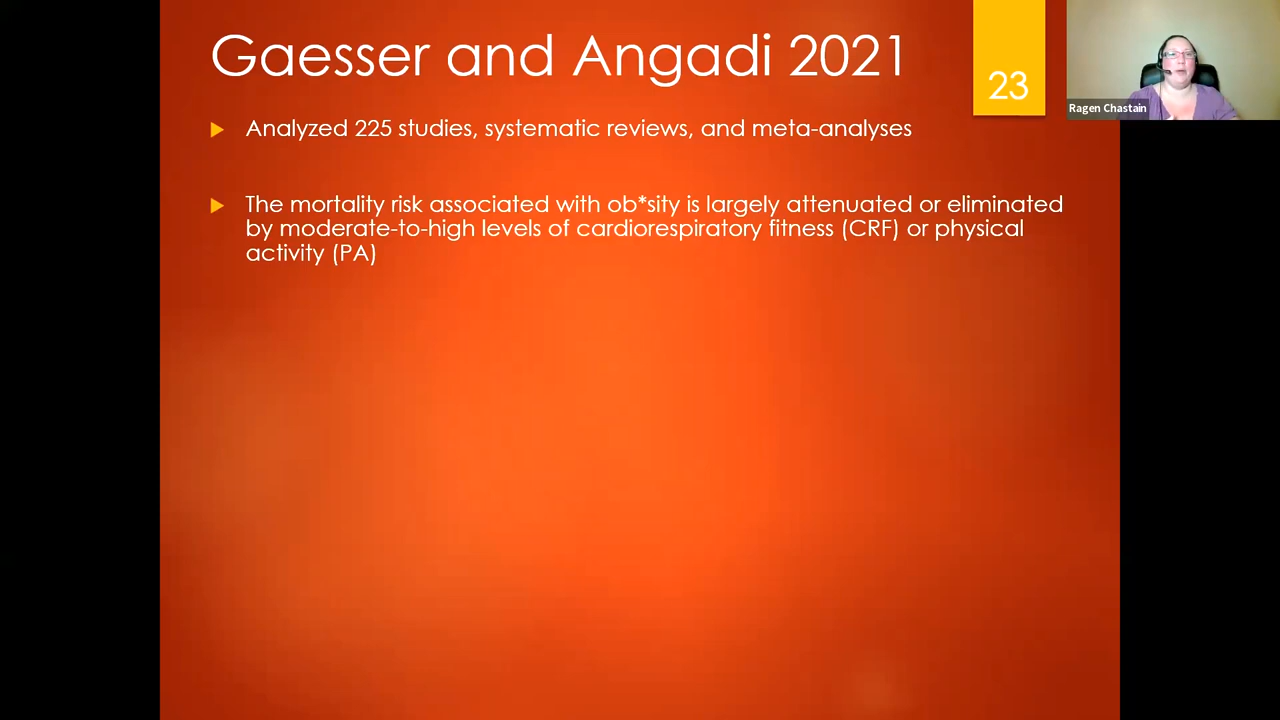 Gaesser and Angadi 2021
23
Ragen Chastain
Analyzed 225 studies, systematic reviews, and meta-analyses
The mortality risk associated with ob*sity is largely attenuated or eliminated
by moderate-to-high levels of cardiorespiratory fitness (CRF) or physical
activity (PA)